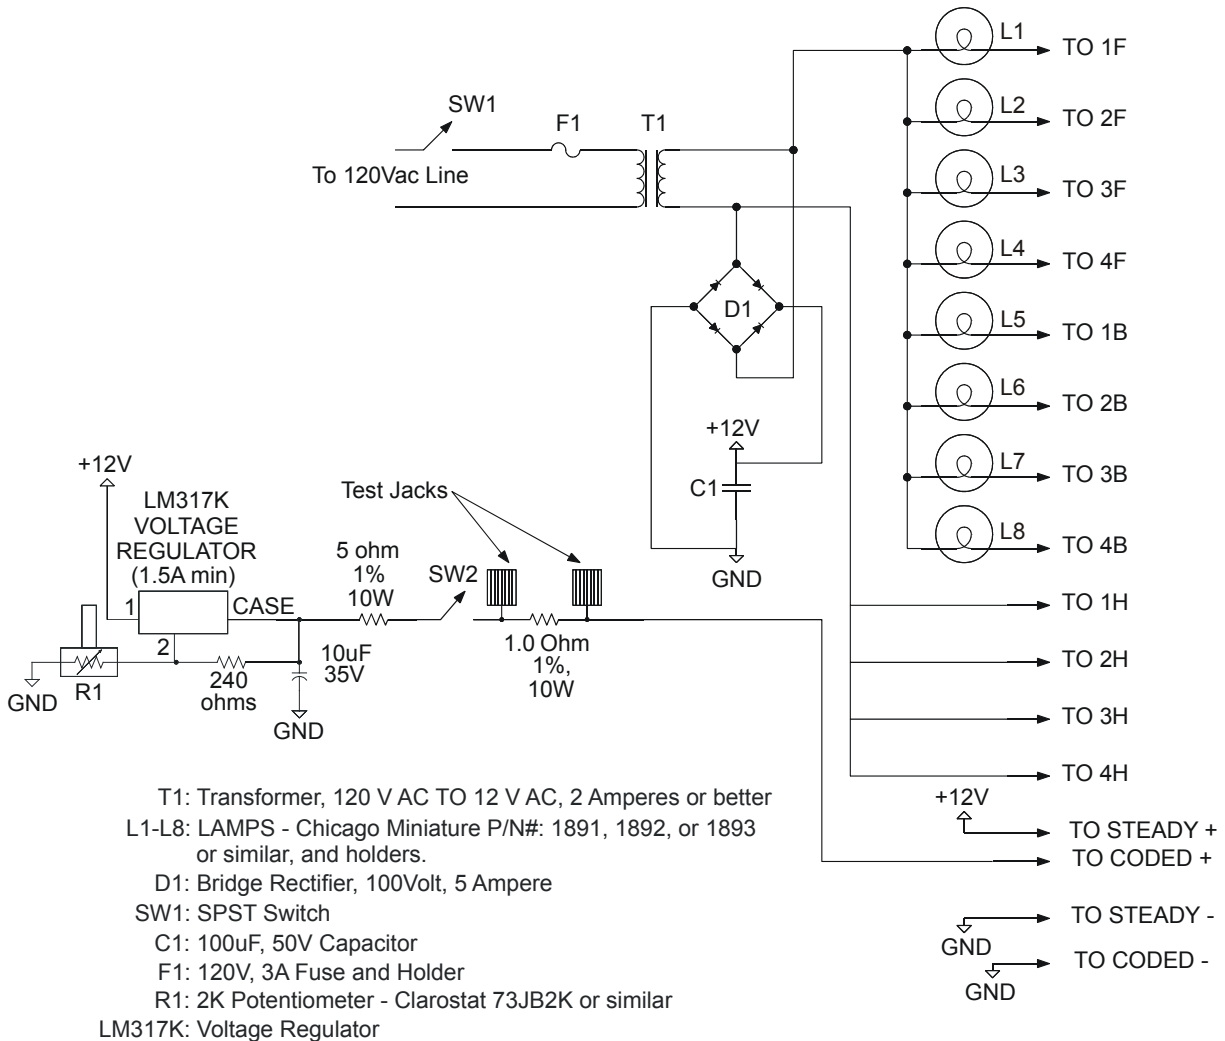 L1
TO 1F
SW1
F1
T1
L2
TO 2F
To 120Vac Line
L3
TO 3F
L4
TO 4F
D1
L5
TO 1B
L6
TO 2B
+12V
L7
TO 3B
C1
L8
TO 4B
GND
+12V
LM317K
VOLTAGE
REGULATOR
(1.5A min)
Test Jacks
5 ohm
1%
10W
SW2
1
CASE
2
TO 1H
10uF
35V
1.0 Ohm
1%,
10W
TO 2H
GND
R1
240
ohms
GND
TO 3H
TO 4H
+12V
TO STEADY +
TO CODED +
TO STEADY -
GND
TO CODED -
GND
T1: Transformer, 120 V AC TO 12 V AC, 2 Amperes or better
L1-L8: LAMPS - Chicago Miniature P/N#: 1891, 1892, or 1893
or similar, and holders.
D1: Bridge Rectifier, 100Volt, 5 Ampere
SW1: SPST Switch
C1: 100uF, 50V Capacitor
F1: 120V, 3A Fuse and Holder
R1: 2K Potentiometer - Clarostat 73JB2K or similar
LM317K: Voltage Regulator